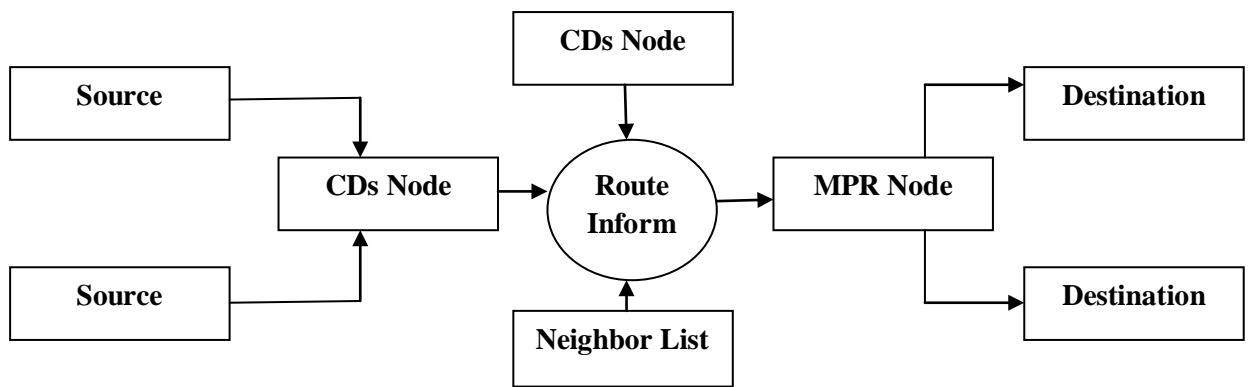 CDs Node
Source
Destination
CDs Node
Route
Inform
MPR Node
Source
Destination
Neighbor List